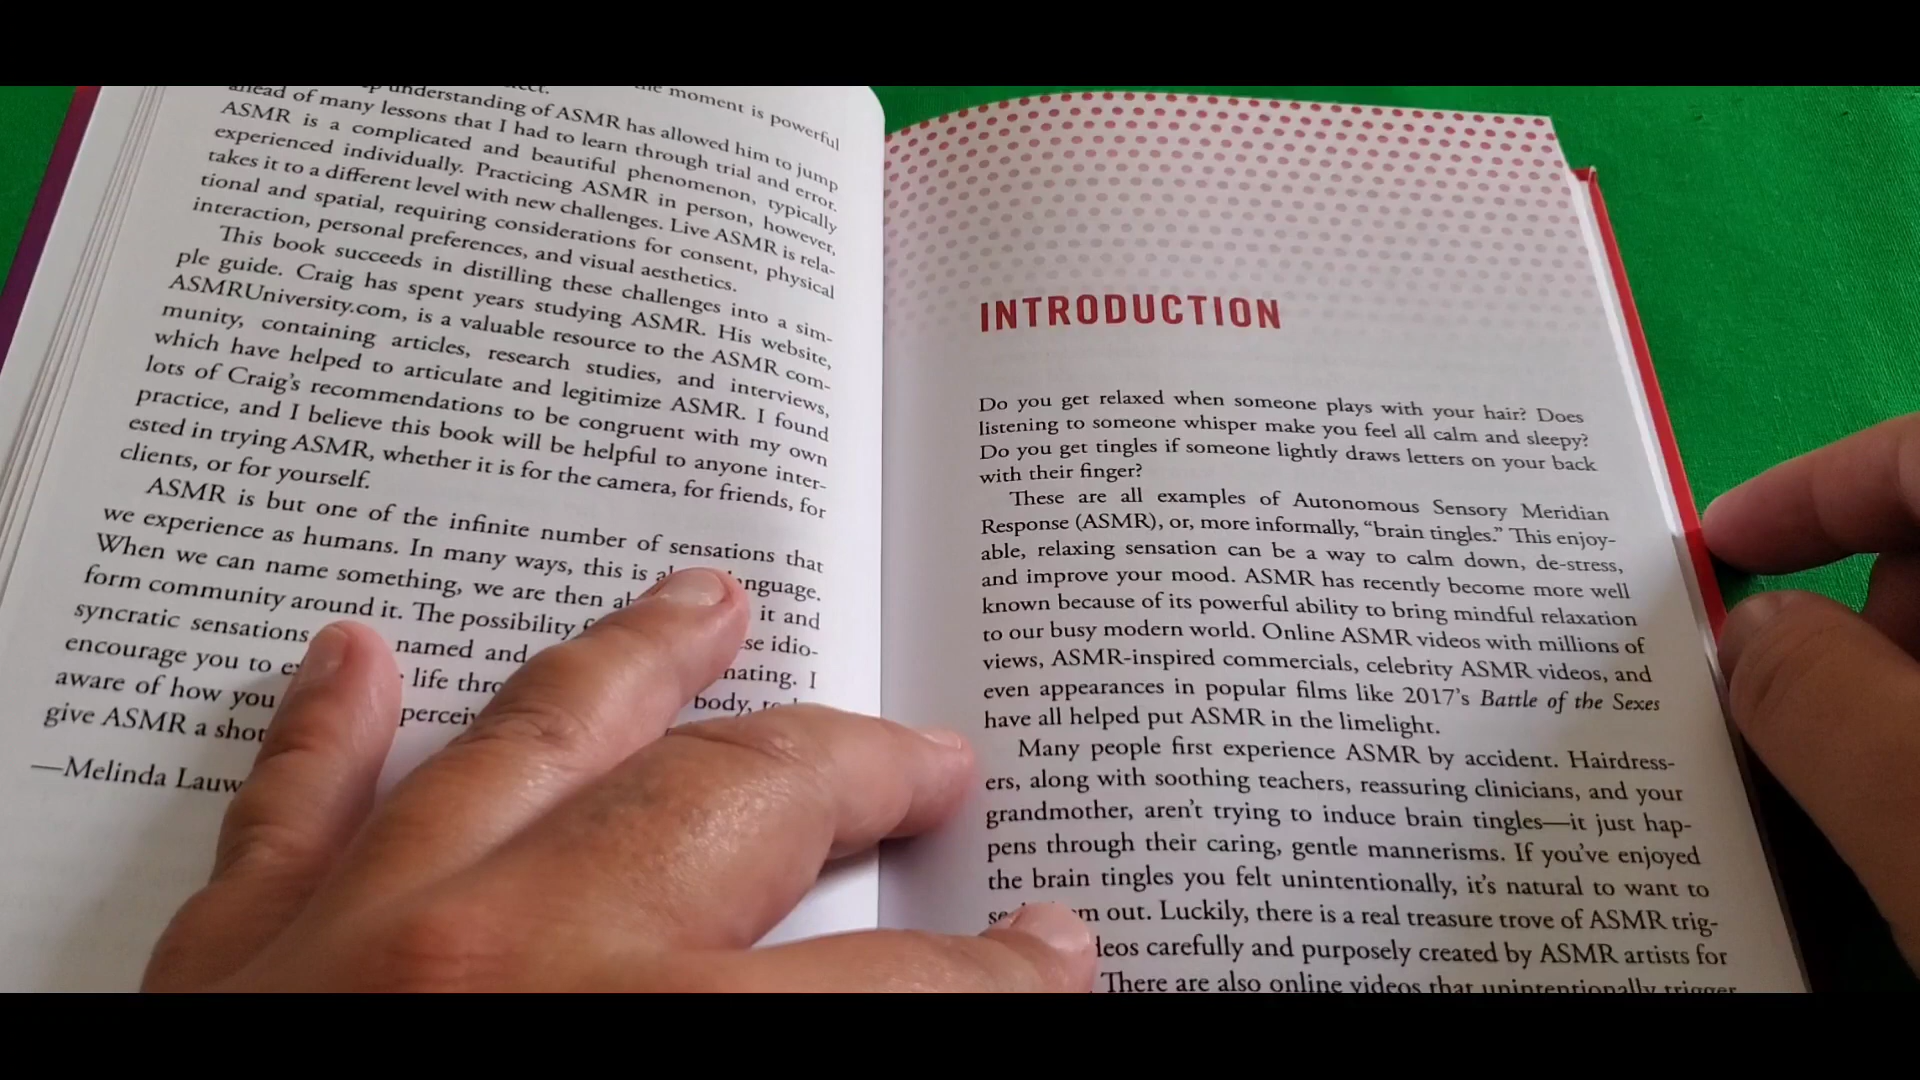 the moment is powerful
understanding of ASMR has allowed him to jump
ahead of many lessons that I had to learn through trial and error.
ASMR is a complicated and beautiful phenomenon, typically
experienced individually. Practicing ASMR in person, however,
takes it to a different level with new challenges. Live ASMR is rela-
tional and spatial, requiring considerations for consent, physical
interaction, personal preferences, and visual aesthetics.
This book succeeds in distilling these challenges into a sim-
ple guide. Craig has spent years studying ASMR. His website,
ASMRUniversity.com, is a valuable resource to the ASMR com-
munity, containing articles, research studies, and interviews,
which have helped to articulate and legitimize ASMR. I found
lots of Craig's recommendations to be congruent with my own
practice, and I believe this book will be helpful to anyone inter-
ested in trying ASMR, whether it is for the camera, for friends, for
clients, or for yourself.
ASMR is but one of the infinite number of sensations that
we experience as humans. In many ways, this is
When we can name something, we are then it and
form community around it. The possibility idio-
syncratic sensations named and I
encourage you to life body,
aware of how you
give ASMR a shot
—Melinda
INTRODUCTION
Do you get relaxed when someone plays with your hair? Does
listening to someone whisper make you feel all calm and sleepy?
Do you get tingles if someone lightly draws letters on your back
with their finger?
These are all examples of Autonomous Sensory Meridian
Response (ASMR), or, more informally, “brain tingles.” This enjoy-
able, relaxing sensation can be a way to calm down, de-stress,
and improve your mood. ASMR has recently become more well
known because of its powerful ability to bring mindful relaxation
to our busy modern world. Online ASMR videos with millions of
views, ASMR-inspired commercials, celebrity ASMR videos, and
even appearances in popular films like 2017’s Battle of the Sexes
have all helped put ASMR in the limelight.
Many people first experience ASMR by accident. Hairdress-
ers, along with soothing teachers, reassuring clinicians, and your
grandmother, aren’t trying to induce brain tingles—it just hap-
pens through their caring, gentle mannerisms. If you’ve enjoyed
the brain tingles you felt unintentionally, it’s natural to want to
out. Luckily, there is a real treasure trove of ASMR trig-
carefully and purposely created by ASMR artists for
There are also online videos that unintentionally trigger